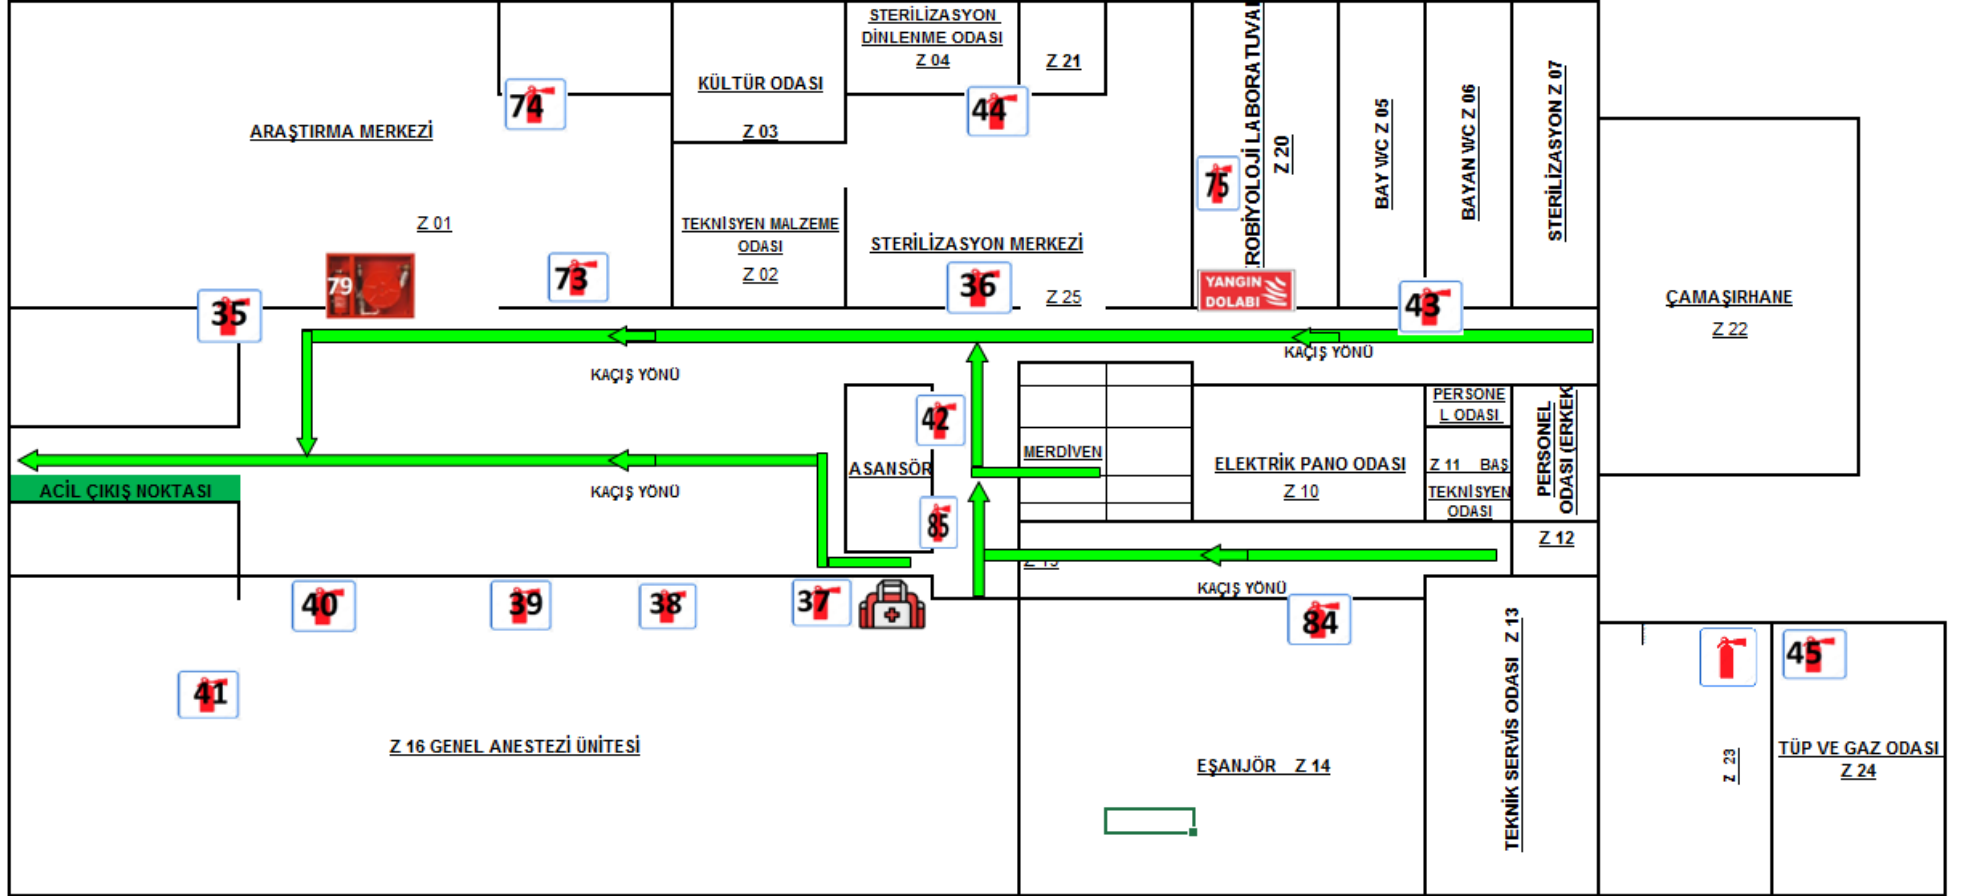 STERİLİZASYON
DİNLENME ODASI
Z 04
Z 21
KÜLTÜR ODASI
Z 03
74
44
ARAŞTIRMA MERKEZİ
Z 01
75
Z 20
BAY WC Z 05
BAYAN WC Z 06
STERİLİZASYON Z 07
TEKNİSYEN MALZEME
ODASI
Z 02
STERİLİZASYON MERKEZİ
Z 25
79
73
36
35
YANGIN
DOLABI
43
ÇAMAŞIRHANE
Z 22
KAÇIŞ YÖNÜ
KAÇIŞ YÖNÜ
42
ASANSÖR
85
MERDİVEN
ELEKTRİK PANO ODASI
Z 10
PERSONE
L ODASI
Z 11 BAŞ
TEKNİSYEN
ODASI
PERSONEL
ODASI (ERKEK
Z 12
KAÇIŞ YÖNÜ
ACİL ÇIKIŞ NOKTASI
KAÇIŞ YÖNÜ
40
39
38
37
84
41
Z 16 GENEL ANESTEZİ ÜNİTESİ
EŞANJÖR Z 14
TEKNİK SERVİS ODASI Z 13
Z 23
45
TÜP VE GAZ ODASI
Z 24